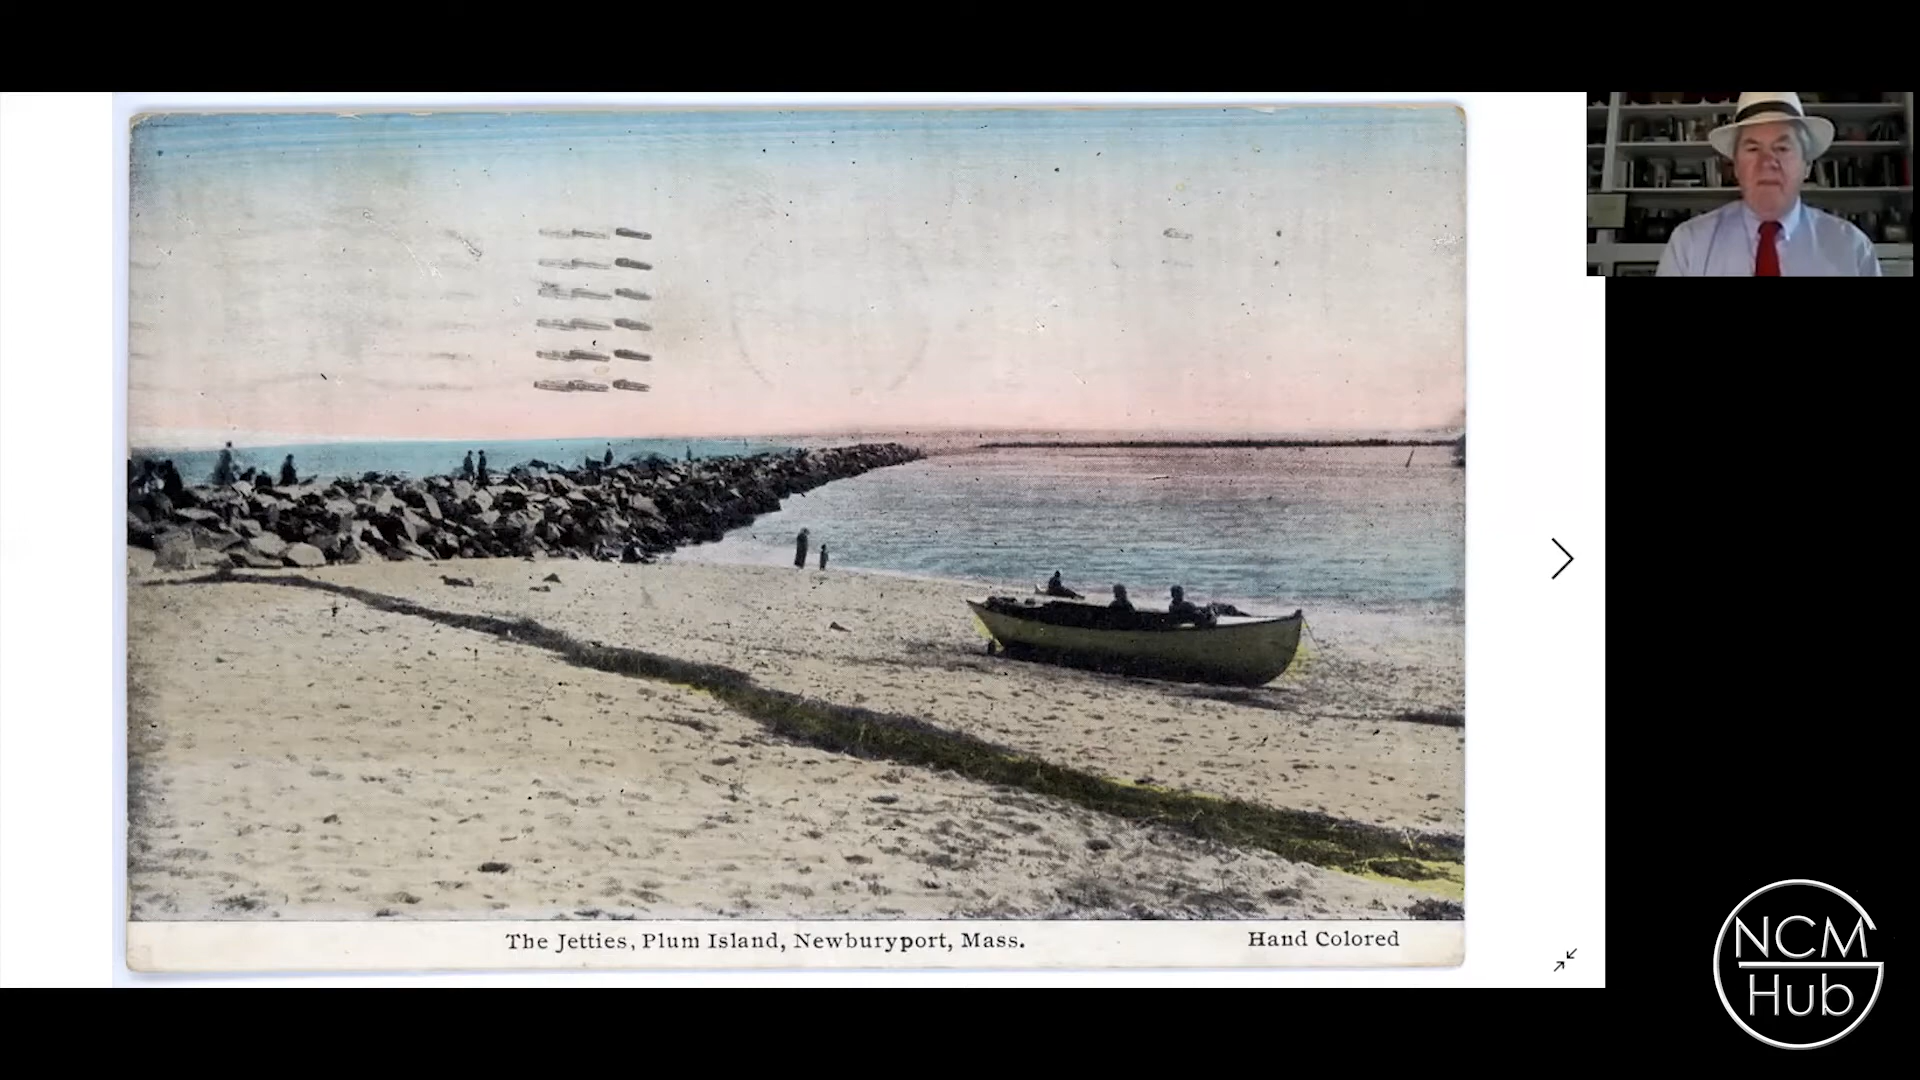 The Jetties, Plum Island, Newburyport, Mass.
Hand Colored
NCM
Hub